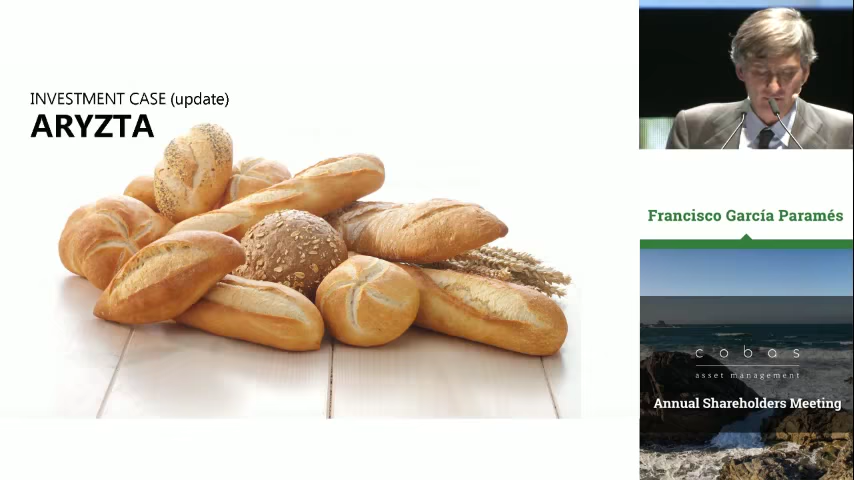 INVESTMENT CASE (update)
ARYZTA
Francisco García Paramés
cobas
asset management
Annual Shareholders Meeting